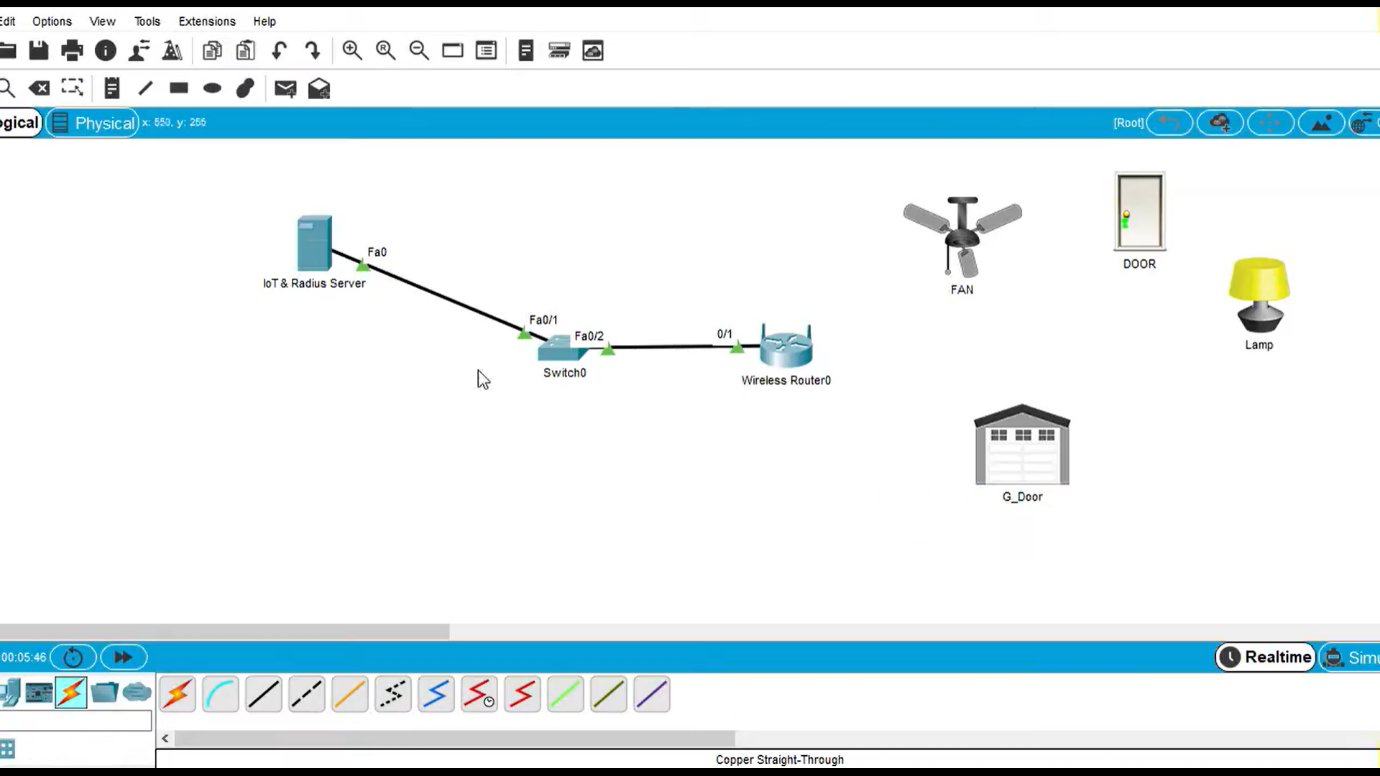 Edit Options View Tools Extensions Help
ogical Physical x: 550, y: 255 [Root]
DOOR
FAN
Fa0
IoT & Radius Server
Lamp
Fa0/1
Fa0/2
0/1
Switch0
Wireless Router0
G_Door
00:05:46 Realtime Simu
Copper Straight-Through